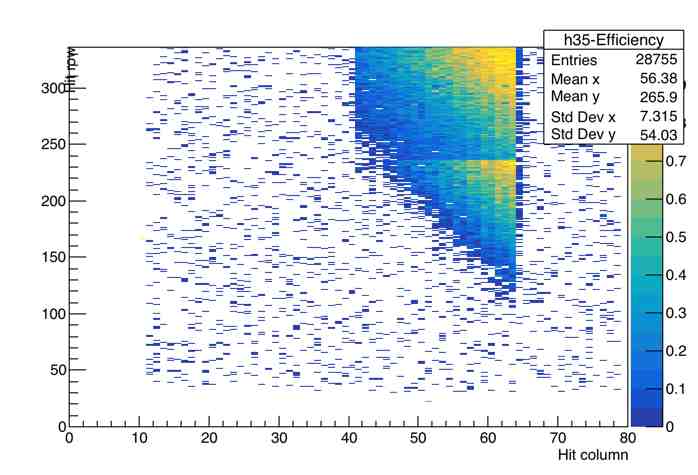 h35-Efficiency
Entries 28755
Mean x 56.38
Mean y 265.9
Std Dev x 7.315
Std Dev y 54.03
300
250
200
150
100
50
0
0 10 20 30 40 50 60 70 80
Hit column
0.7
0.6
0.5
0.4
0.3
0.2
0.1
0